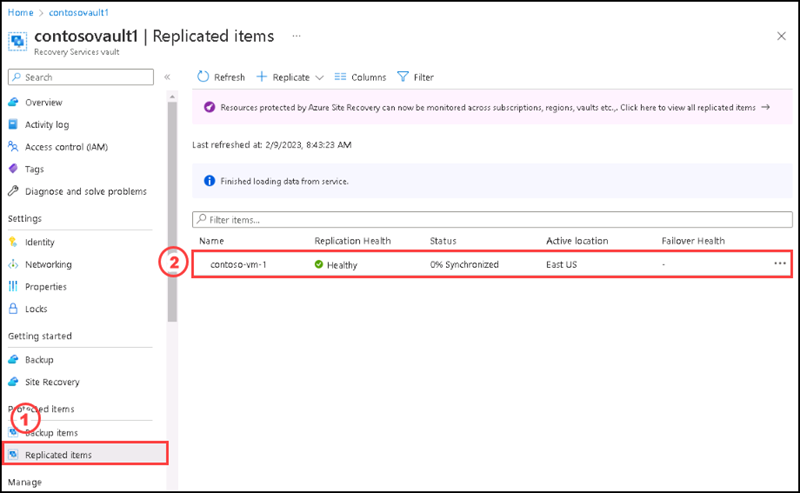 Home > contosovault1 >
contosovault1 | Replicated items ...
Recovery Services vault
Search
«
Overview
Activity log
Access control (IAM)
Tags
Diagnose and solve problems
Settings
Identity
Networking
Properties
Locks
Getting started
Backup
Site Recovery
Protected items
1
Backup items
Replicated items
Manage
Refresh Replicate Columns Filter
Resources protected by Azure Site Recovery can now be monitored across subscriptions, regions, vaults etc.,. Click here to view all replicated items →
Last refreshed at: 2/9/2023, 8:43:23 AM
Finished loading data from service.
Filter items...
Name Replication Health Status Active location Failover Health
2
contoso-vm-1 Healthy 0% Synchronized East US - ...